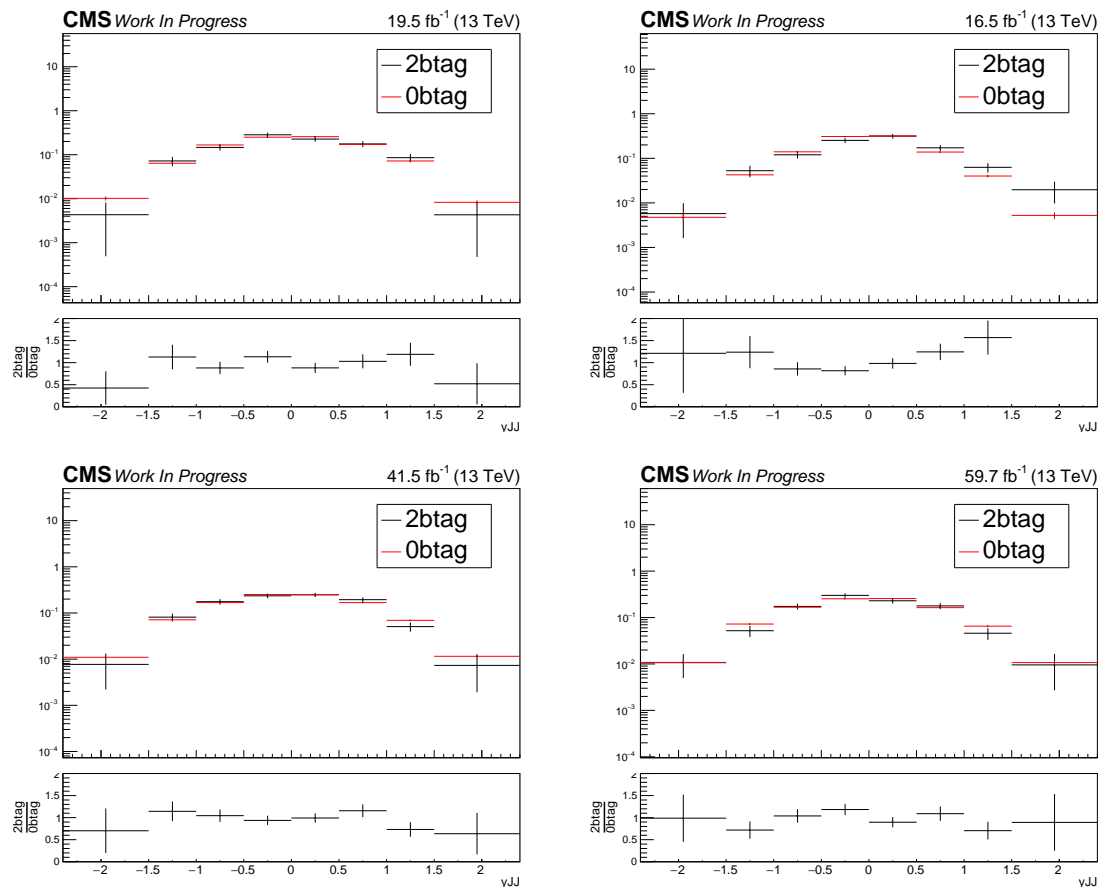 CMS Work In Progress 19.5 fb⁻¹ (13 TeV)
2btag
0btag
10
1
10⁻¹
10⁻²
10⁻³
10⁻⁴
2btag
0btag
2
1.5
1
0.5
0
−2 −1.5 −1 −0.5 0 0.5 1 1.5 2
yJJ
CMS Work In Progress 16.5 fb⁻¹ (13 TeV)
2btag
0btag
10
1
10⁻¹
10⁻²
10⁻³
10⁻⁴
2btag
0btag
2
1.5
1
0.5
0
−2 −1.5 −1 −0.5 0 0.5 1 1.5 2
yJJ
CMS Work In Progress 41.5 fb⁻¹ (13 TeV)
2btag
0btag
10
1
10⁻¹
10⁻²
10⁻³
10⁻⁴
2btag
0btag
2
1.5
1
0.5
0
−2 −1.5 −1 −0.5 0 0.5 1 1.5 2
yJJ
CMS Work In Progress 59.7 fb⁻¹ (13 TeV)
2btag
0btag
10
1
10⁻¹
10⁻²
10⁻³
10⁻⁴
2btag
0btag
2
1.5
1
0.5
0
−2 −1.5 −1 −0.5 0 0.5 1 1.5 2
yJJ